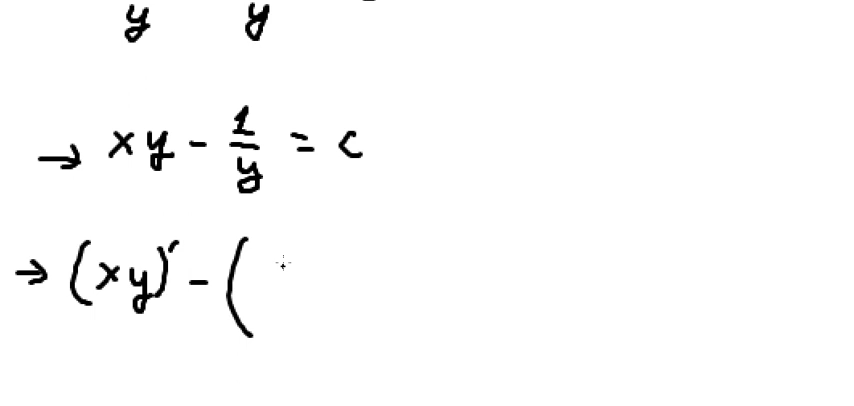 y y
→ xy - 1/y = c
→ (xy)' - (